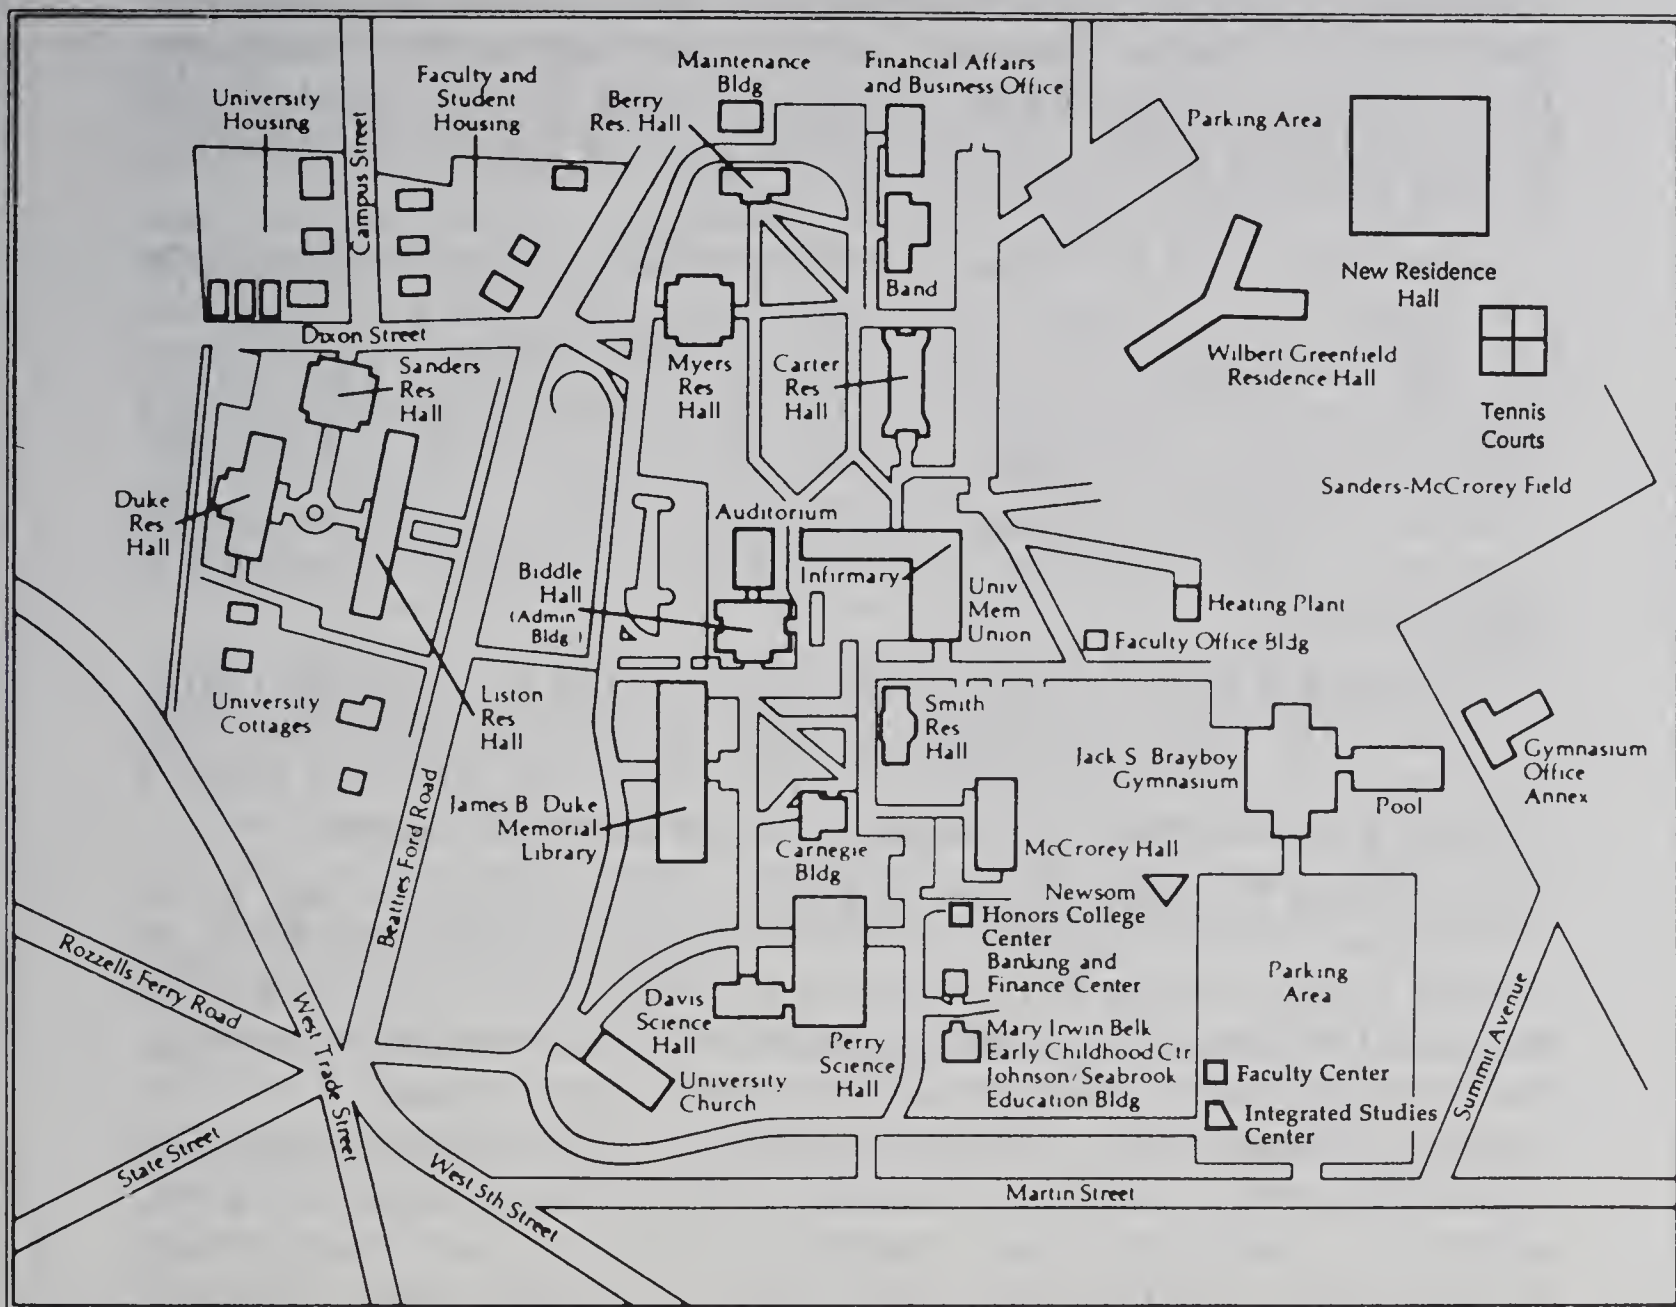 Maintenance
Bldg
Financial Affairs
and Business Office
University
Housing
Campus Street
Faculty and
Student
Housing
Berry
Res. Hall
Parking Area
New Residence
Hall
Band
Dixon Street
Sanders
Res
Hall
Myers
Res
Hall
Carter
Res
Hall
Wilbert Greenfield
Residence Hall
Tennis
Courts
Sanders-McCrorey Field
Duke
Res
Hall
Auditorium
Biddle
Hall
(Admin
Bldg)
Infirmary
Univ
Mem
Union
Heating Plant
Faculty Office Bldg
University
Cottages
Liston
Res
Hall
Smith
Res
Hall
Jack S Brayboy
Gymnasium
Pool
Gymnasium
Office
Annex
Beatties Ford Road
James B Duke
Memorial
Library
Carnegie
Bldg
McCrorey Hall
Newsom
Honors College
Center
Banking and
Finance Center
Parking
Area
Rozzells Ferry Road
West Trade Street
Davis
Science
Hall
Perry
Science
Hall
Mary Irwin Belk
Early Childhood Ctr
Johnson/Seabrook
Education Bldg
Faculty Center
Integrated Studies
Center
Summit Avenue
University
Church
State Street
West 5th Street
Martin Street